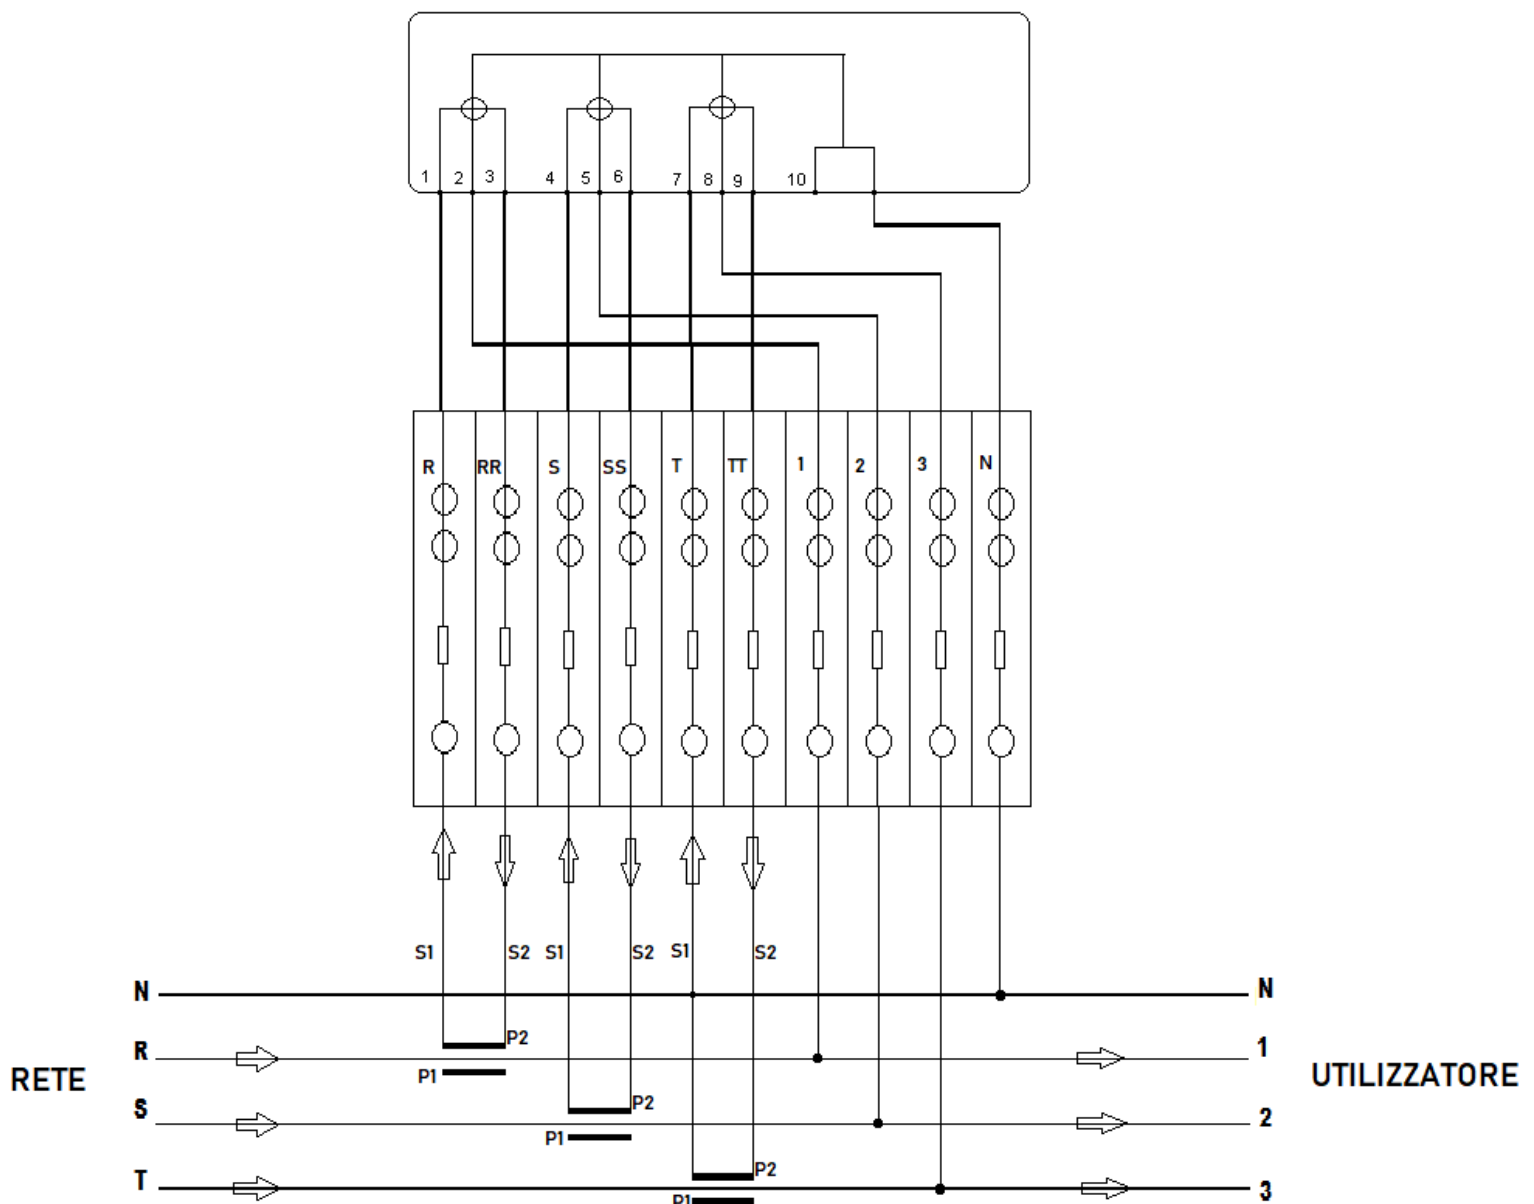 1 2 3 4 5 6 7 8 9 10
R RR S SS T TT 1 2 3 N
S1 S2 S1 S2 S1 S2
N N
R P2 1
RETE P1 UTILIZZATORE
S P2 2
P1
T P2 3
P1